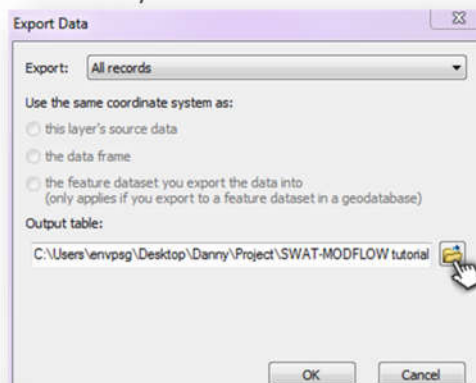 Export Data
Export: All records
Use the same coordinate system as:
this layer's source data
the data frame
the feature dataset you export the data into
(only applies if you export to a feature dataset in a geodatabase)
Output table:
C:\Users\envpsg\Desktop\Danny\Project\SWAT-MODFLOW tutorial
OK Cancel